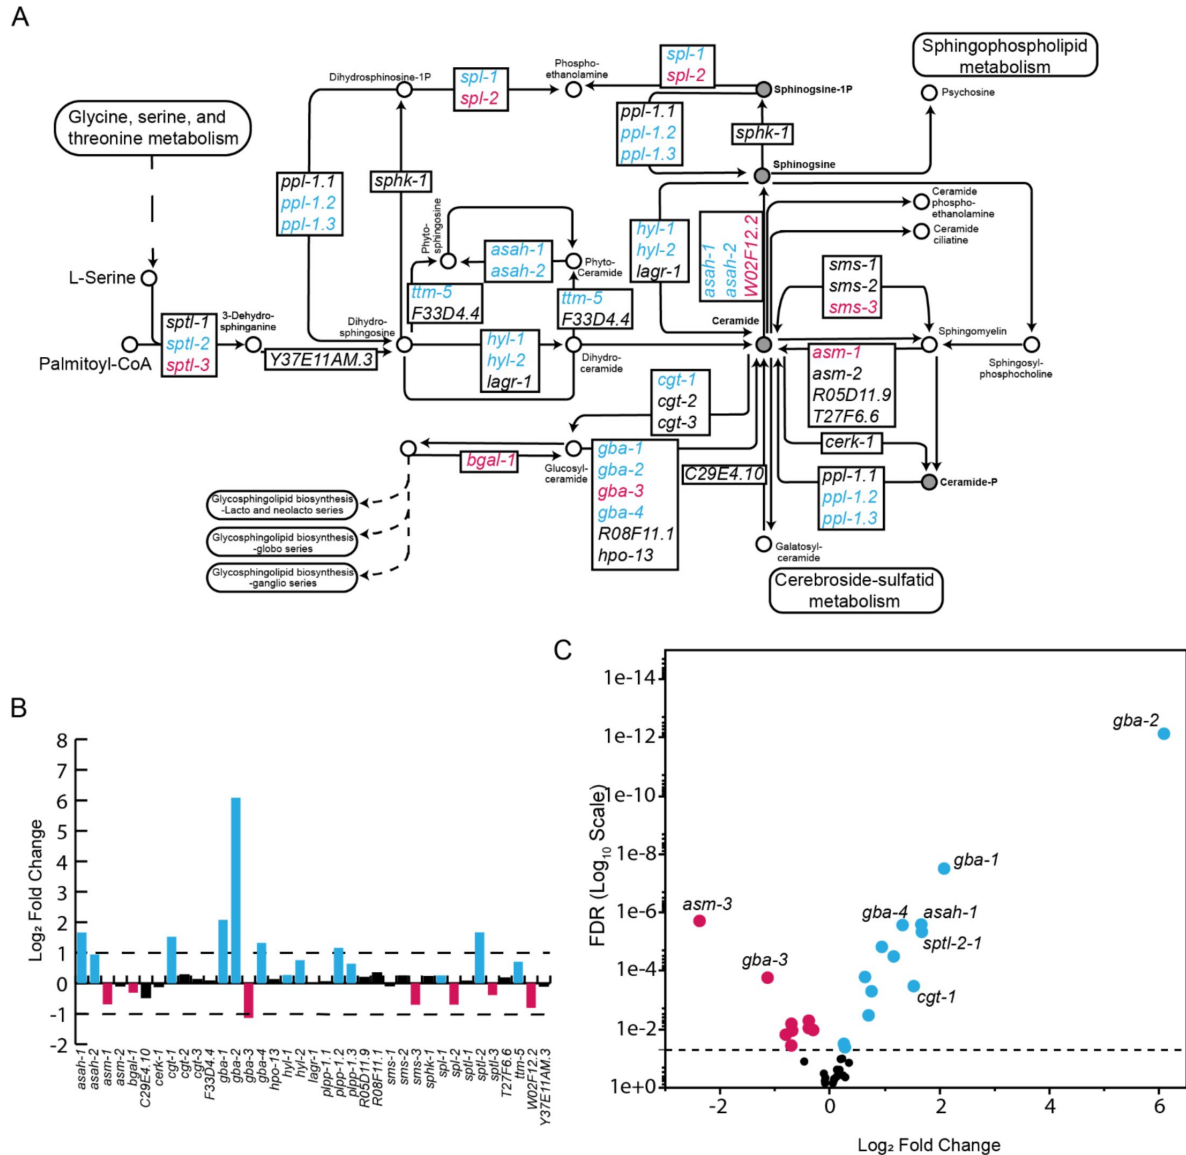 A
Glycine, serine, and
threonine metabolism
L-Serine
Palmitoyl-CoA
sptl-1
sptl-2
sptl-3
3-Dehydro-
sphinganine
Y37E11AM.3
ppl-1.1
ppl-1.2
ppl-1.3
Dihydrosphinosine-1P
sphk-1
Dihydro-
sphingosine
spl-1
spl-2
Phospho-
ethanolamine
spl-1
spl-2
Sphinogsine-1P
ppl-1.1
ppl-1.2
ppl-1.3
sphk-1
Sphinogsine
Sphingophospholipid
metabolism
Psychosine
Phyto-
sphingosine
asah-1
asah-2
Phyto-
Ceramide
ttm-5
F33D4.4
ttm-5
F33D4.4
hyl-1
hyl-2
lagr-1
Dihydro-
ceramide
hyl-1
hyl-2
lagr-1
asah-1
asah-2
W02F12.2
Ceramide
phospho-
ethanolamine
Ceramide
ciliatine
sms-1
sms-2
sms-3
Ceramide
Sphingomyelin
Sphingosyl-
phosphocholine
asm-1
asm-2
R05D11.9
T27F6.6
cerk-1
ppl-1.1
ppl-1.2
ppl-1.3
Ceramide-P
cgt-1
cgt-2
cgt-3
bgal-1
Glucosyl-
ceramide
gba-1
gba-2
gba-3
gba-4
R08F11.1
hpo-13
C29E4.10
Galatosyl-
ceramide
Cerebroside-sulfatid
metabolism
Glycosphingolipid biosynthesis
-Lacto and neolacto series
Glycosphingolipid biosynthesis
-globo series
Glycosphingolipid biosynthesis
-ganglio series
B
Log₂ Fold Change
8
7
6
5
4
3
2
1
0
-1
-2
asah-1
asah-2
asm-1
asm-2
bgal-1
C29E4.10
cerk-1
cgt-1
cgt-2
cgt-3
F33D4.4
gba-1
gba-2
gba-3
gba-4
hpo-13
hyl-1
hyl-2
lagr-1
plpp-1.1
plpp-1.2
plpp-1.3
R05D11.9
R08F11.1
sms-1
sms-2
sms-3
sphk-1
spl-1
spl-2
sptl-1
sptl-2
sptl-3
T27F6.6
ttm-5
W02F12.2
Y37E11AM.3
C
FDR (Log₁₀ Scale)
1e-14
1e-12
1e-10
1e-8
1e-6
1e-4
1e-2
1e+0
gba-2
gba-1
asm-3
gba-4
asah-1
sptl-2-1
gba-3
cgt-1
-2
0
2
4
6
Log₂ Fold Change